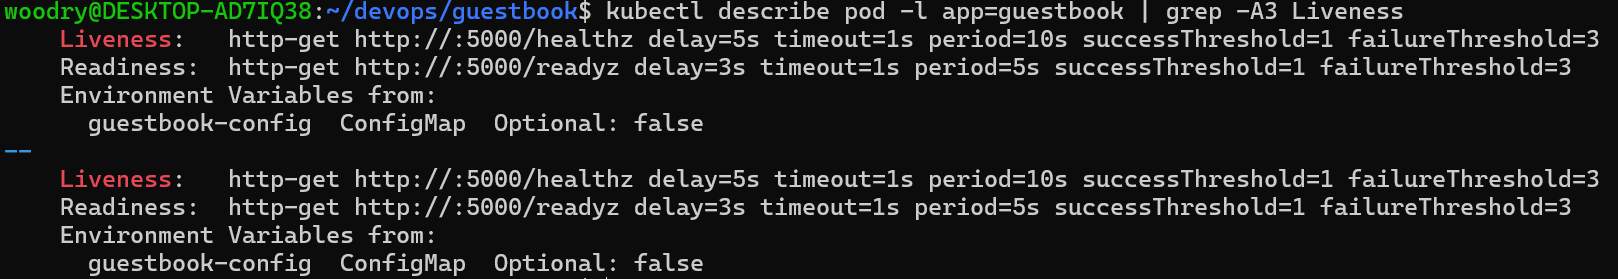 woodry@DESKTOP-AD7IQ38:~/devops/guestbook$ kubectl describe pod -l app=guestbook | grep -A3 Liveness
    Liveness:   http-get http://:5000/healthz delay=5s timeout=1s period=10s successThreshold=1 failureThreshold=3
    Readiness:  http-get http://:5000/readyz delay=3s timeout=1s period=5s successThreshold=1 failureThreshold=3
    Environment Variables from:
      guestbook-config  ConfigMap  Optional: false
--
    Liveness:   http-get http://:5000/healthz delay=5s timeout=1s period=10s successThreshold=1 failureThreshold=3
    Readiness:  http-get http://:5000/readyz delay=3s timeout=1s period=5s successThreshold=1 failureThreshold=3
    Environment Variables from:
      guestbook-config  ConfigMap  Optional: false